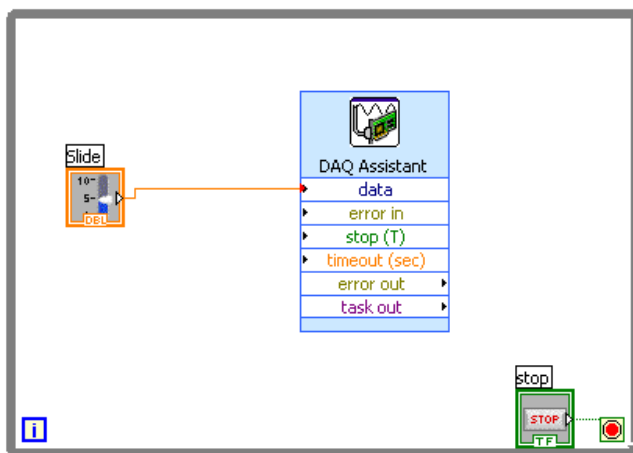 Slide
10-
5-
DBL
DAQ Assistant
data
error in
stop (T)
timeout (sec)
error out
task out
stop
STOP
TF
i